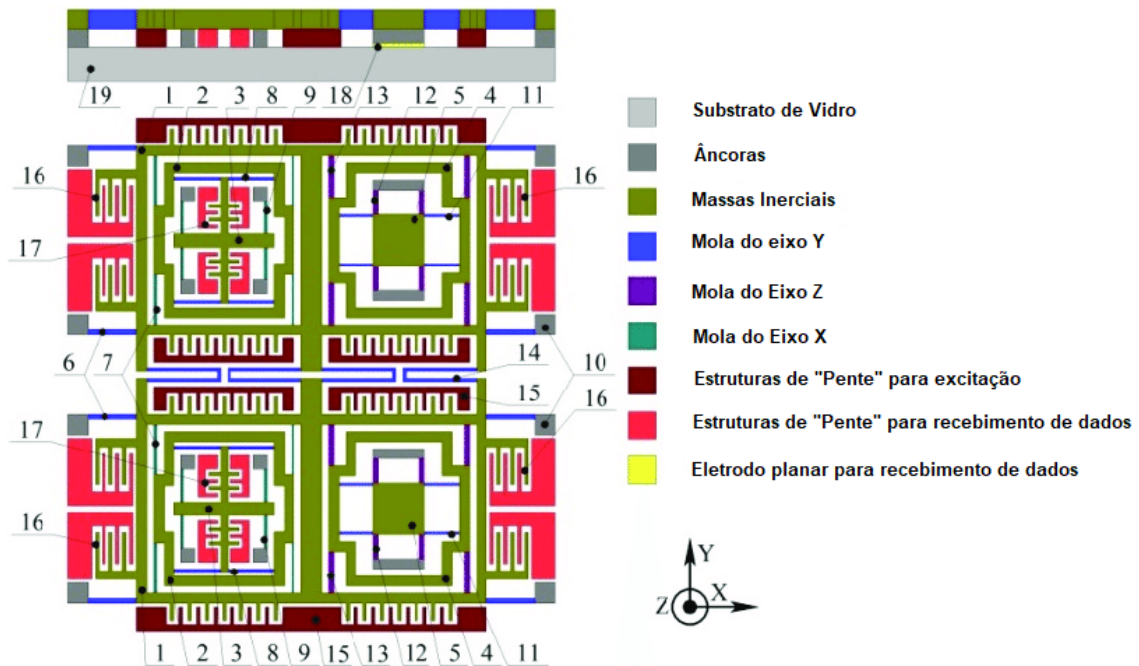 19 1 2 3 8 9 18 13 12 5 4 11
16 16
17
6 7 14 10
15 16
17
16
1 2 3 8 9 15 13 12 5 4 11
Substrato de Vidro
Âncoras
Massas Inerciais
Mola do eixo Y
Mola do Eixo Z
Mola do Eixo X
Estruturas de "Pente" para excitação
Estruturas de "Pente" para recebimento de dados
Eletrodo planar para recebimento de dados
Y
Z X